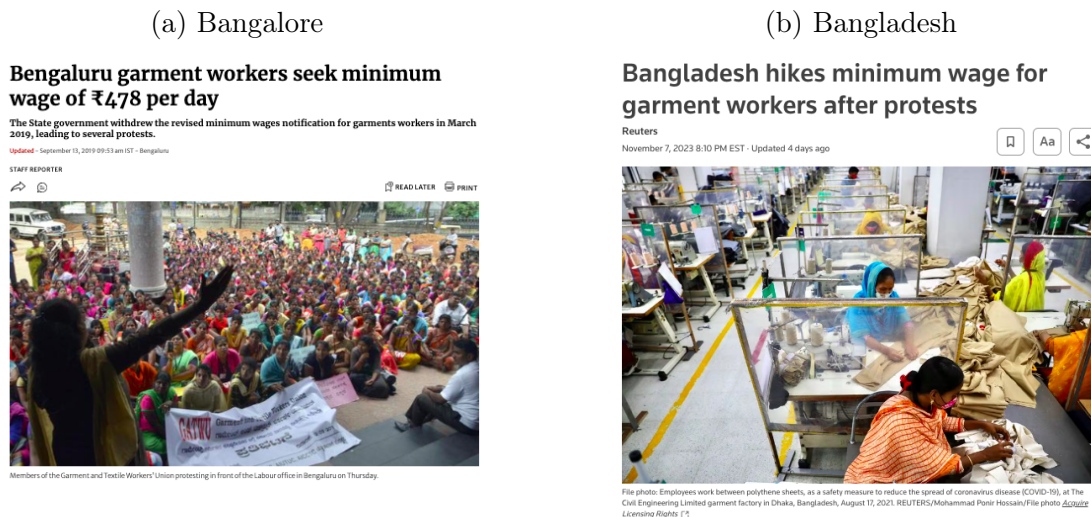 (a) Bangalore
Bengaluru garment workers seek minimum
wage of ₹478 per day
The State government withdrew the revised minimum wages notification for garments workers in March
2019, leading to several protests.
Updated - September 13, 2019 09:53 am IST - Bengaluru
STAFF REPORTER
READ LATER PRINT
GATWU
Members of the Garment and Textile Workers' Union protesting in front of the Labour office in Bengaluru on Thursday.
(b) Bangladesh
Bangladesh hikes minimum wage for
garment workers after protests
Reuters
November 7, 2023 8:10 PM EST · Updated 4 days ago
Aa
File photo: Employees work between polythene sheets, as a safety measure to reduce the spread of coronavirus disease (COVID-19), at The
Civil Engineering Limited garment factory in Dhaka, Bangladesh, August 17, 2021. REUTERS/Mohammad Ponir Hossain/File photo Acquire
Licensing Rights